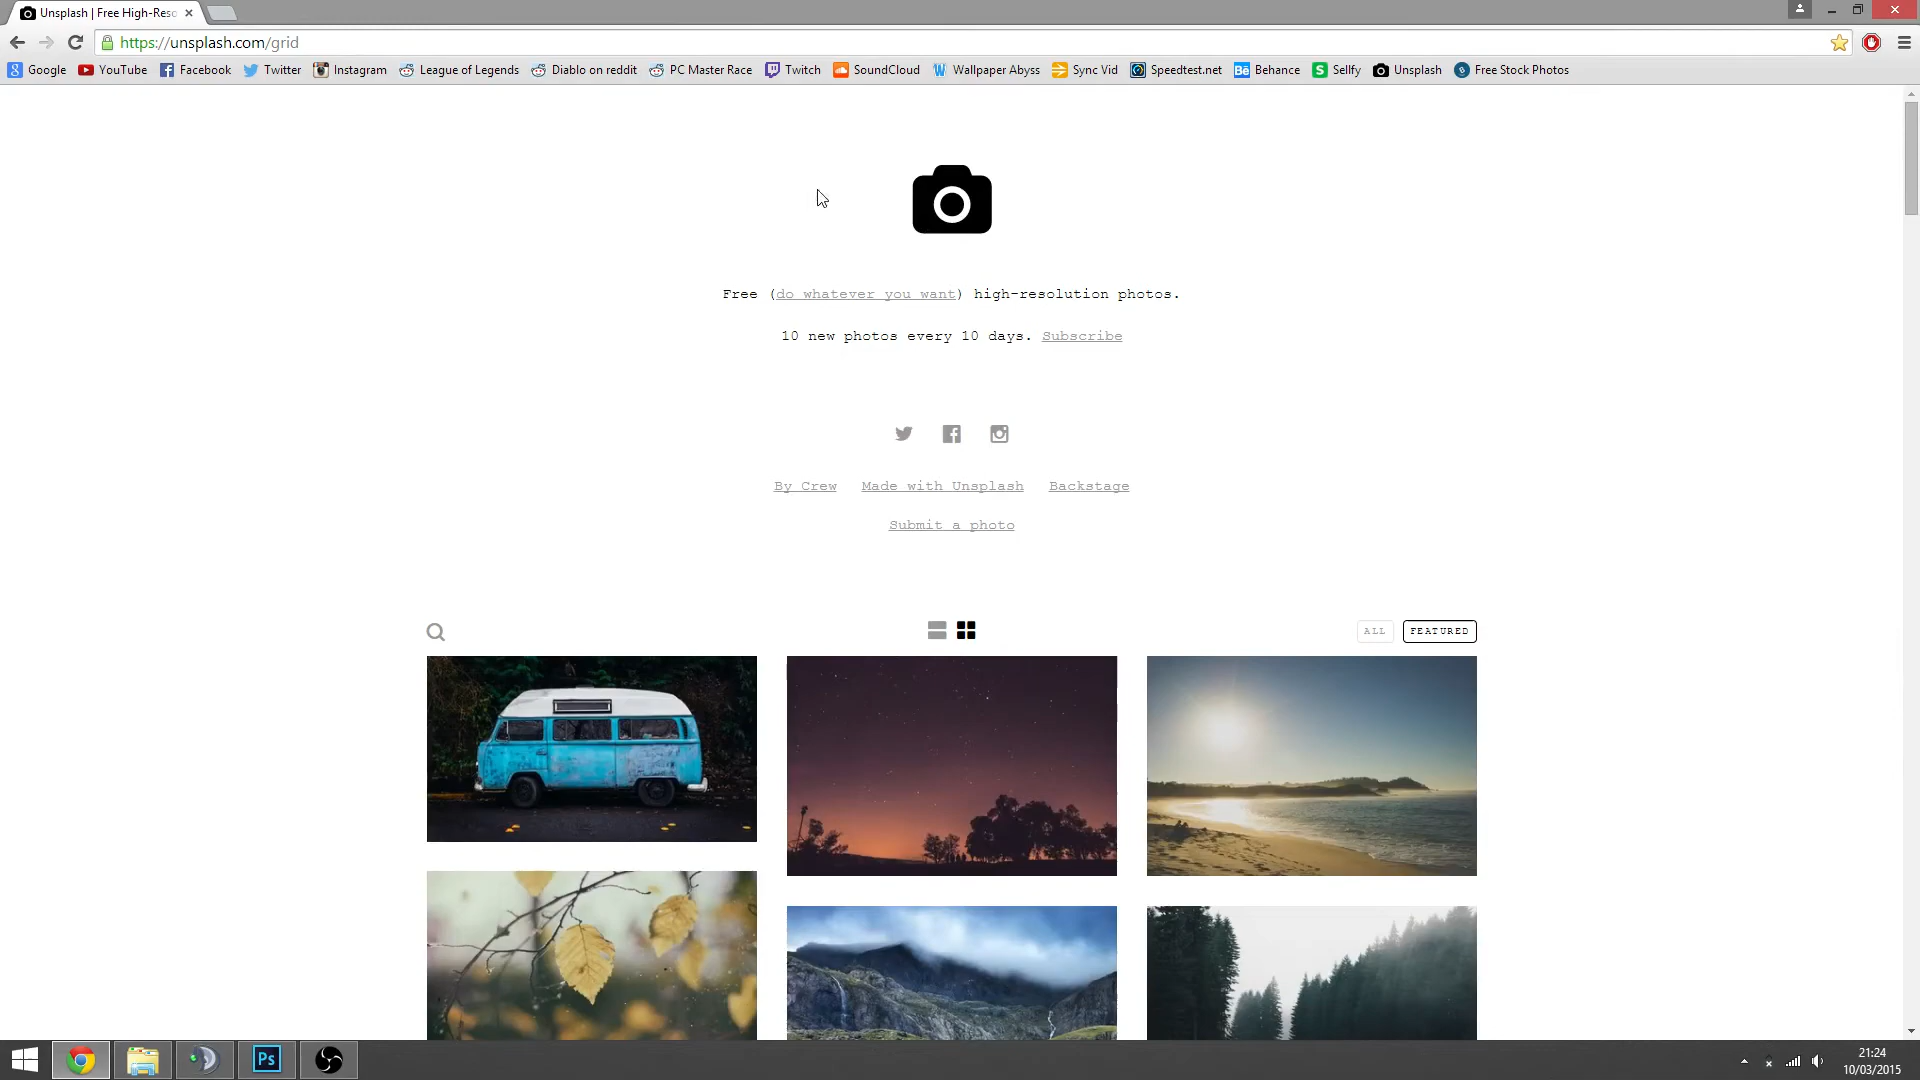 Unsplash | Free High-Reso
https://unsplash.com/grid
Google YouTube Facebook Twitter Instagram League of Legends Diablo on reddit PC Master Race Twitch SoundCloud Wallpaper Abyss Sync Vid Speedtest.net Behance Sellfy Unsplash Free Stock Photos
Free (do whatever you want) high-resolution photos.
10 new photos every 10 days. Subscribe
By Crew Made with Unsplash Backstage
Submit a photo
ALL FEATURED
Ps
21:24
10/03/2015